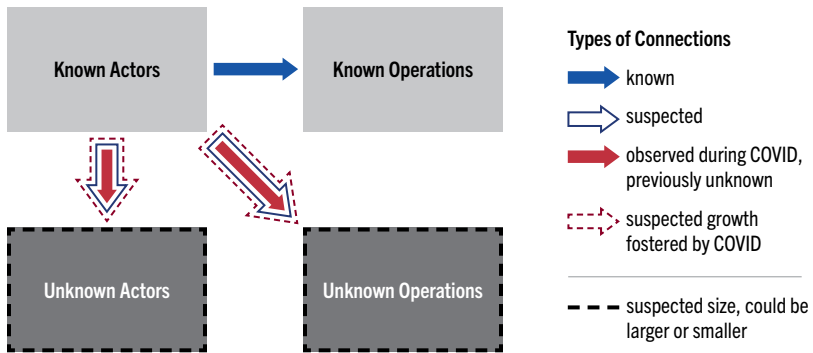 Known Actors
Known Operations
Unknown Actors
Unknown Operations
Types of Connections
known
suspected
observed during COVID,
previously unknown
suspected growth
fostered by COVID
suspected size, could be
larger or smaller